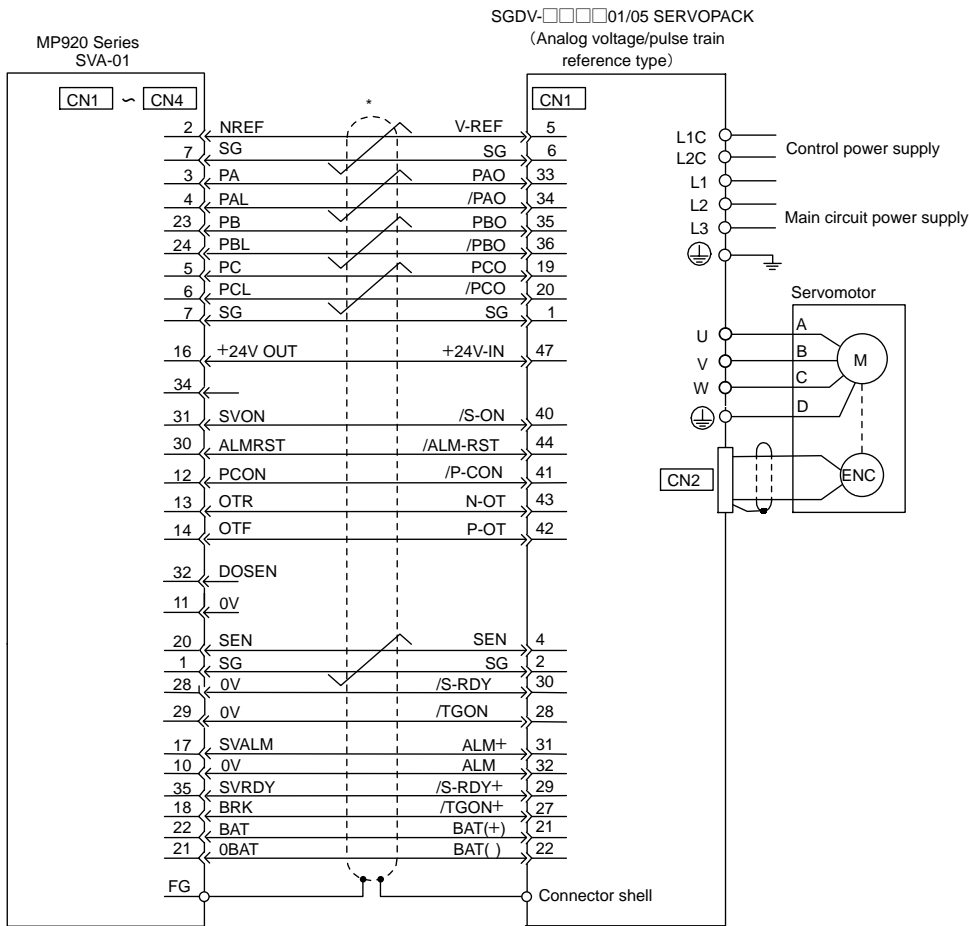 SGDV-□□□□01/05 SERVOPACK
(Analog voltage/pulse train
reference type)
MP920 Series
SVA-01
CN1 ∽ CN4
*
CN1
2 NREF V-REF 5
7 SG SG 6
3 PA PAO 33
4 PAL /PAO 34
23 PB PBO 35
24 PBL /PBO 36
5 PC PCO 19
6 PCL /PCO 20
7 SG SG 1
16 +24V OUT +24V-IN 47
34
31 SVON /S-ON 40
30 ALMRST /ALM-RST 44
12 PCON /P-CON 41
13 OTR N-OT 43
14 OTF P-OT 42
32 DOSEN
11 0V
20 SEN SEN 4
1 SG SG 2
28 0V /S-RDY 30
29 0V /TGON 28
17 SVALM ALM+ 31
10 0V ALM 32
35 SVRDY /S-RDY+ 29
18 BRK /TGON+ 27
22 BAT BAT(+) 21
21 0BAT BAT( ) 22
FG Connector shell
L1C
L2C
Control power supply
L1
L2
L3
Main circuit power supply
Servomotor
U A
V B
W C
D
M
CN2
ENC